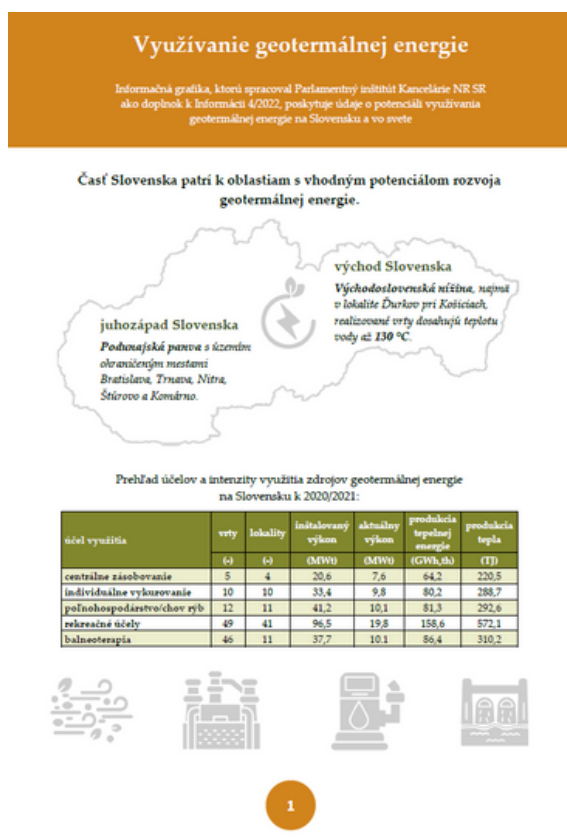 Využívanie geotermálnej energie
Informačná grafika, ktorú spracoval Parlamentný inštitút Kancelárie NR SR
ako doplnok k Informácii 4/2022, poskytuje údaje o potenciáli využívania
geotermálnej energie na Slovensku a vo svete
Časť Slovenska patrí k oblastiam s vhodným potenciálom rozvoja
geotermálnej energie.
východ Slovenska
Východoslovenská nížina, najmä
v lokalite Ďurkov pri Košiciach,
realizované vrty dosahujú teplotu
vody až 130 °C.
juhozápad Slovenska
Podunajská panva s územím
ohraničeným mestami
Bratislava, Trnava, Nitra,
Štúrovo a Komárno.
Prehľad účelov a intenzity využitia zdrojov geotermálnej energie
na Slovensku k 2020/2021:
účel využitia vrty lokality inštalovaný výkon aktuálny výkon produkcia tepelnej energie produkcia tepla
(-) (-) (MWt) (MWt) (GWh,th) (TJ)
centrálne zásobovanie 5 4 20,6 7,6 64,2 220,5
individuálne vykurovanie 10 10 33,4 9,8 80,2 288,7
poľnohospodárstvo/chov rýb 12 11 41,2 10,1 81,3 292,6
rekreačné účely 49 41 96,5 19,8 158,6 572,1
balneoterapia 46 11 37,7 10.1 86,4 310,2
1